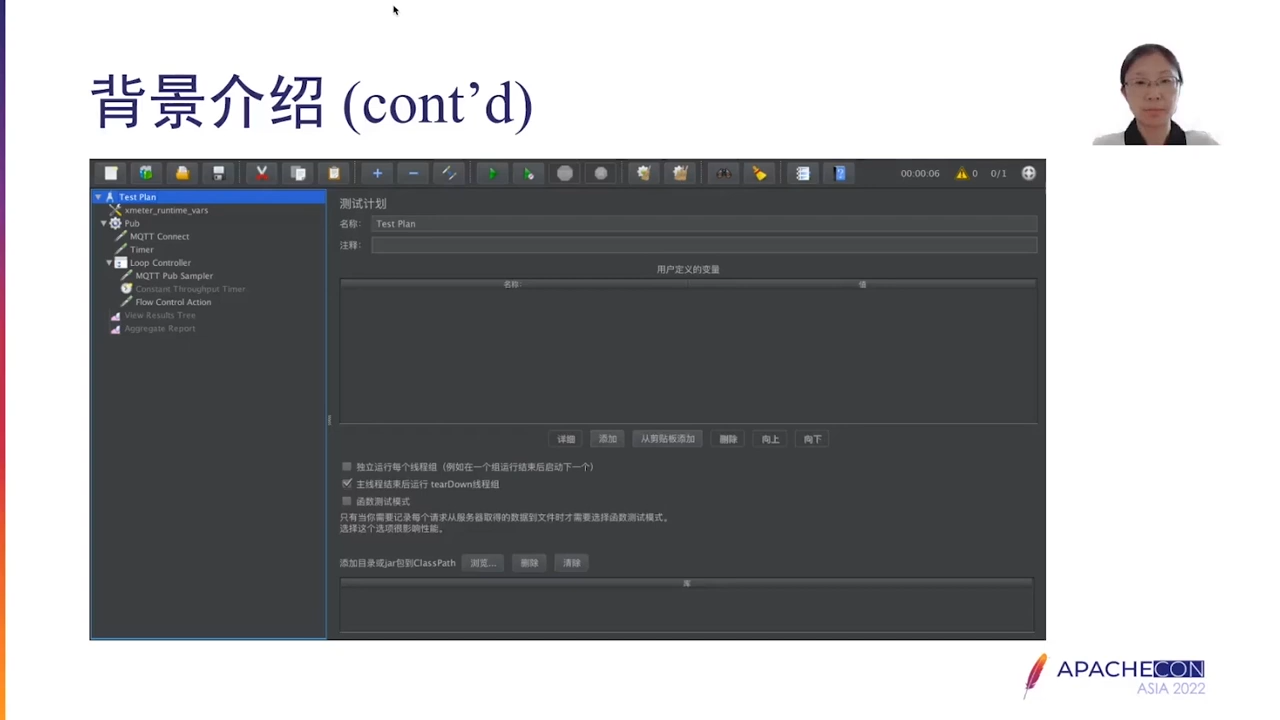 背景介绍 (cont’d)
00:00:06 0 0/1
Test Plan
xmeter_runtime_vars
Pub
MQTT Connect
Timer
Loop Controller
MQTT Pub Sampler
Constant Throughput Timer
Flow Control Action
View Results Tree
Aggregate Report
测试计划
名称: Test Plan
注释:
用户定义的变量
名称: 值
详细 添加 从剪贴板添加 删除 向上 向下
独立运行每个线程组（例如在一个组运行结束后启动下一个）
主线程结束后运行 tearDown线程组
函数测试模式
只有当你需要记录每个请求从服务器取得的数据到文件时才需要选择函数测试模式。
选择这个选项很影响性能。
添加目录或jar包到ClassPath 浏览... 删除 清除
库
APACHECON
ASIA 2022